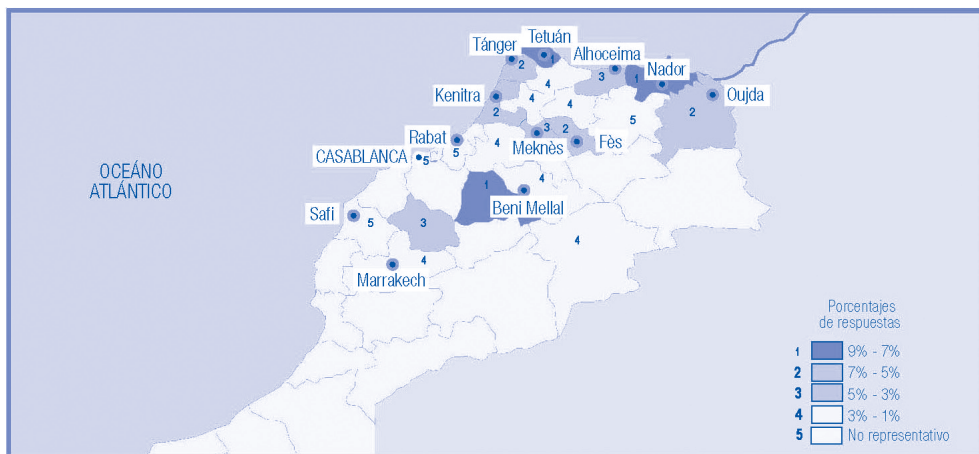 Tetuán
Tánger
Alhoceima
1
2
Nador
4
3
1
Kenitra
4
4
Oujda
2
5
2
Rabat
3
2
4
Meknès
Fès
CASABLANCA
5
5
OCEÁNO
ATLÁNTICO
1
4
Beni Mellal
Safi
5
3
4
4
Marrakech
Porcentajes
de respuestas
1 9% - 7%
2 7% - 5%
3 5% - 3%
4 3% - 1%
5 No representativo